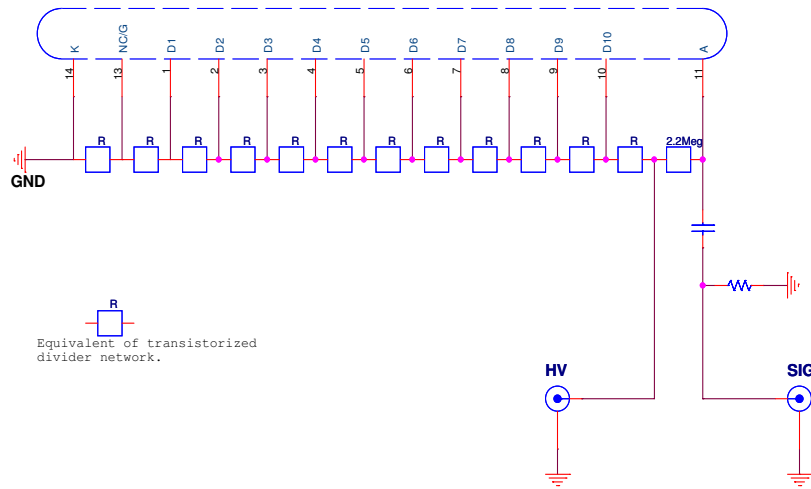 K
NC/G
D1
D2
D3
D4
D5
D6
D7
D8
D9
D10
A
14
13
1
2
3
4
5
6
7
8
9
10
11
R
R
R
R
R
R
R
R
R
R
R
R
2.2Meg
GND
R
Equivalent of transistorized
divider network.
HV
SIG